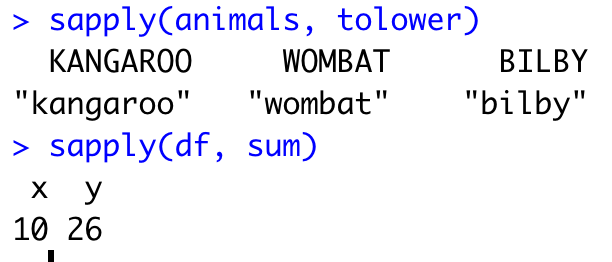 > sapply(animals, tolower)
   KANGAROO      WOMBAT       BILBY
"kangaroo"    "wombat"     "bilby"
> sapply(df, sum)
 x  y
10 26